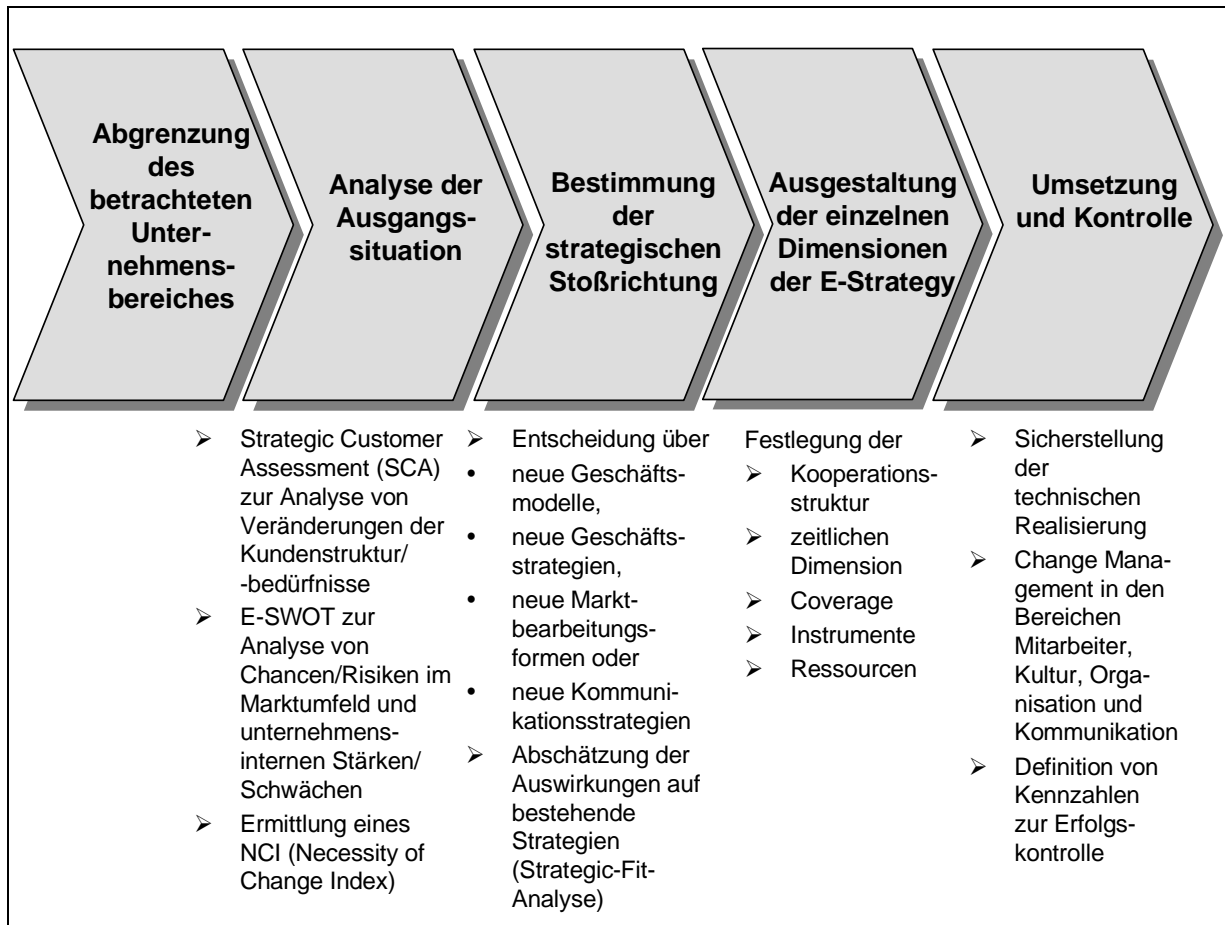 Abgrenzung
des
betrachteten
Unter-
nehmens-
bereiches
Analyse der
Ausgangs-
situation
Bestimmung
der
strategischen
Stoßrichtung
Ausgestaltung
der einzelnen
Dimensionen
der E-Strategy
Umsetzung
und Kontrolle
➢ Strategic Customer
Assessment (SCA)
zur Analyse von
Veränderungen der
Kundenstruktur/
-bedürfnisse
➢ E-SWOT zur
Analyse von
Chancen/Risiken im
Marktumfeld und
unternehmens-
internen Stärken/
Schwächen
➢ Ermittlung eines
NCI (Necessity of
Change Index)
➢ Entscheidung über
• neue Geschäfts-
modelle,
• neue Geschäfts-
strategien,
• neue Markt-
bearbeitungs-
formen oder
• neue Kommuni-
kationsstrategien
➢ Abschätzung der
Auswirkungen auf
bestehende
Strategien
(Strategic-Fit-
Analyse)
Festlegung der
➢ Kooperations-
struktur
➢ zeitlichen
Dimension
➢ Coverage
➢ Instrumente
➢ Ressourcen
➢ Sicherstellung
der
technischen
Realisierung
➢ Change Mana-
gement in den
Bereichen
Mitarbeiter,
Kultur, Orga-
nisation und
Kommunikation
➢ Definition von
Kennzahlen
zur Erfolgs-
kontrolle